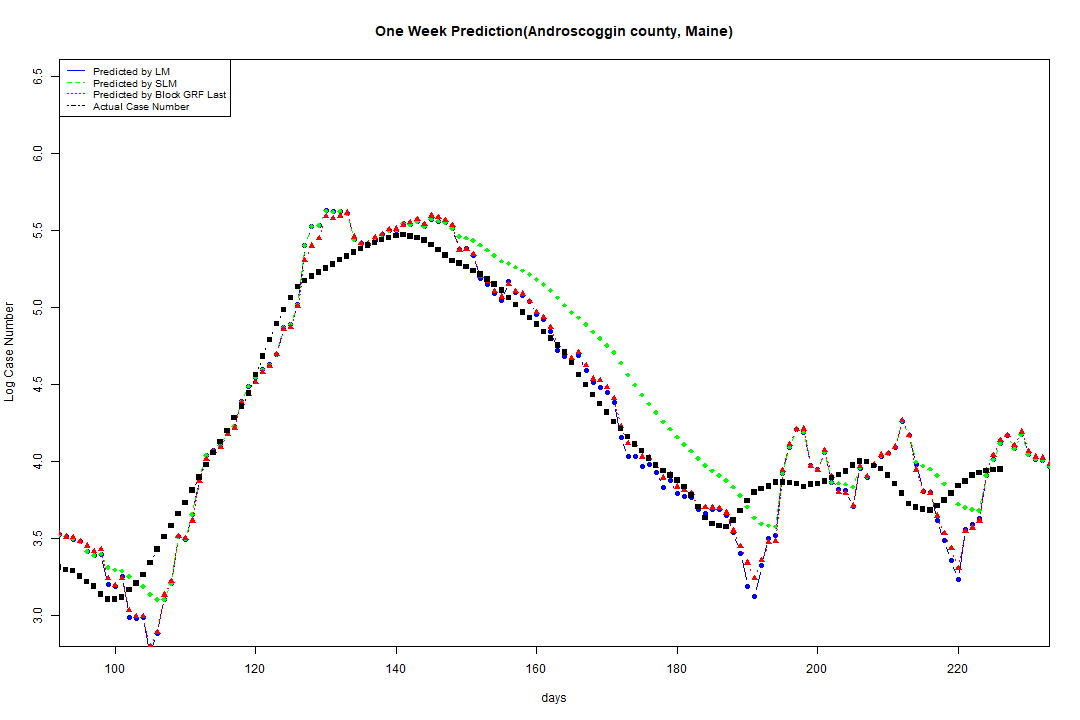 One Week Prediction(Androscoggin county, Maine)
Predicted by LM
Predicted by SLM
Predicted by Block GRF Last
Actual Case Number
Log Case Number
6.5
6.0
5.5
5.0
4.5
4.0
3.5
3.0
100 120 140 160 180 200 220
days